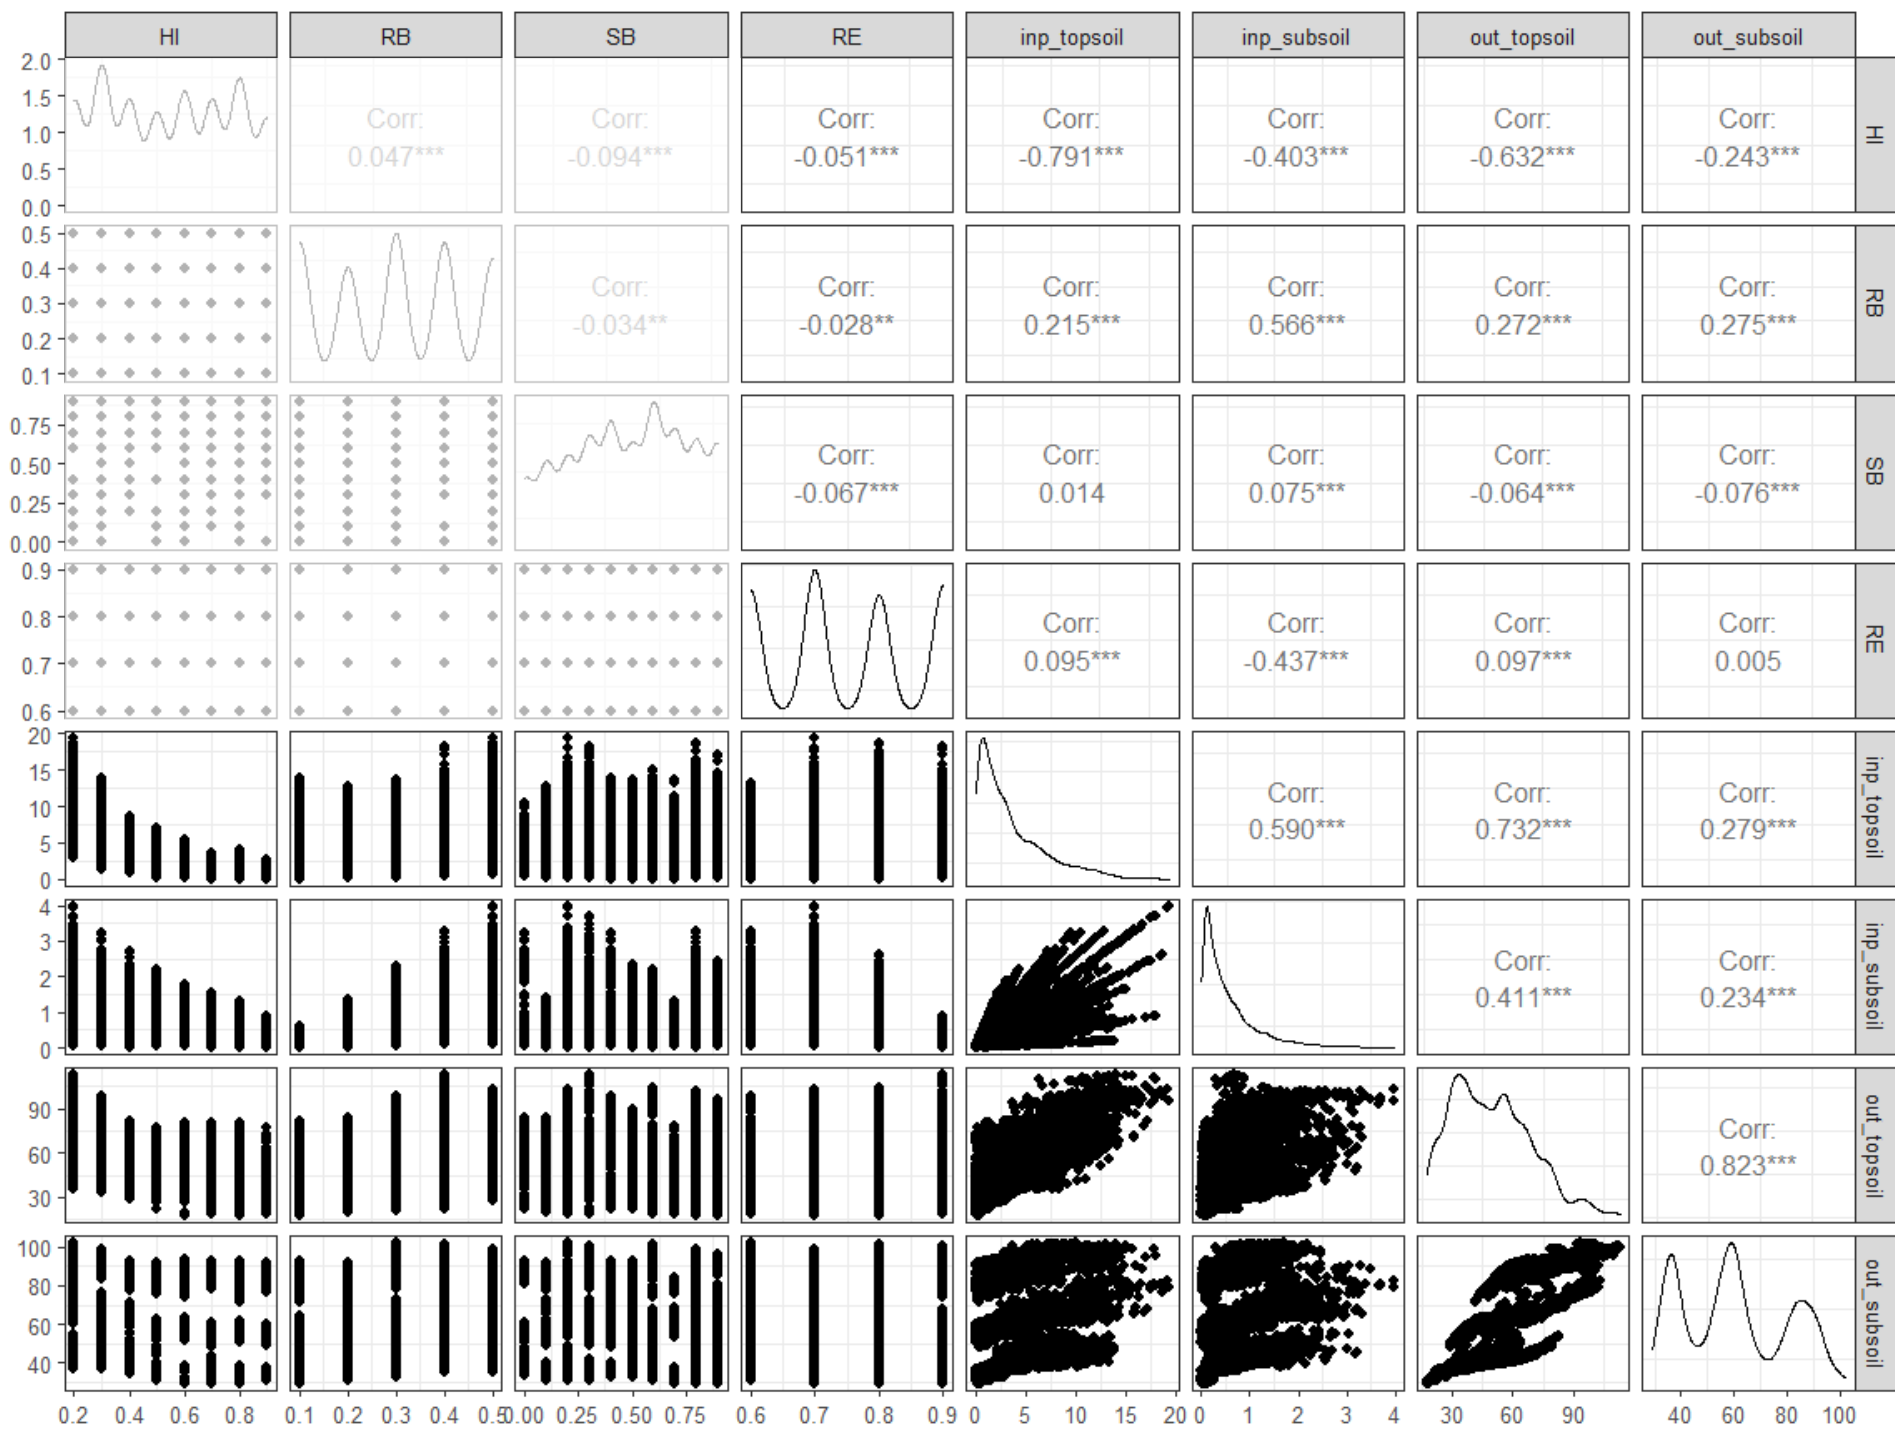 HI RB SB RE inp_topsoil inp_subsoil out_topsoil out_subsoil
2.0
1.5
1.0
0.5
0.0
Corr: Corr: Corr: Corr: Corr: Corr: Corr:
0.047*** -0.094*** -0.051*** -0.791*** -0.403*** -0.632*** -0.243***
HI
0.5
0.4
0.3
0.2
0.1
Corr: Corr: Corr: Corr: Corr: Corr:
-0.034** -0.028** 0.215*** 0.566*** 0.272*** 0.275***
RB
0.75
0.50
0.25
0.00
Corr: Corr: Corr: Corr: Corr:
-0.067*** 0.014 0.075*** -0.064*** -0.076***
SB
0.9
0.8
0.7
0.6
Corr: Corr: Corr: Corr:
0.095*** -0.437*** 0.097*** 0.005
RE
20
15
10
5
0
Corr: Corr: Corr:
0.590*** 0.732*** 0.279***
inp_topsoil
4
3
2
1
0
Corr: Corr:
0.411*** 0.234***
inp_subsoil
90
60
30
Corr:
0.823***
out_topsoil
100
80
60
40
out_subsoil
0.2 0.4 0.6 0.8 0.1 0.2 0.3 0.4 0.5 0.00 0.25 0.50 0.75 0.6 0.7 0.8 0.9 0 5 10 15 20 0 1 2 3 4 30 60 90 40 60 80 100